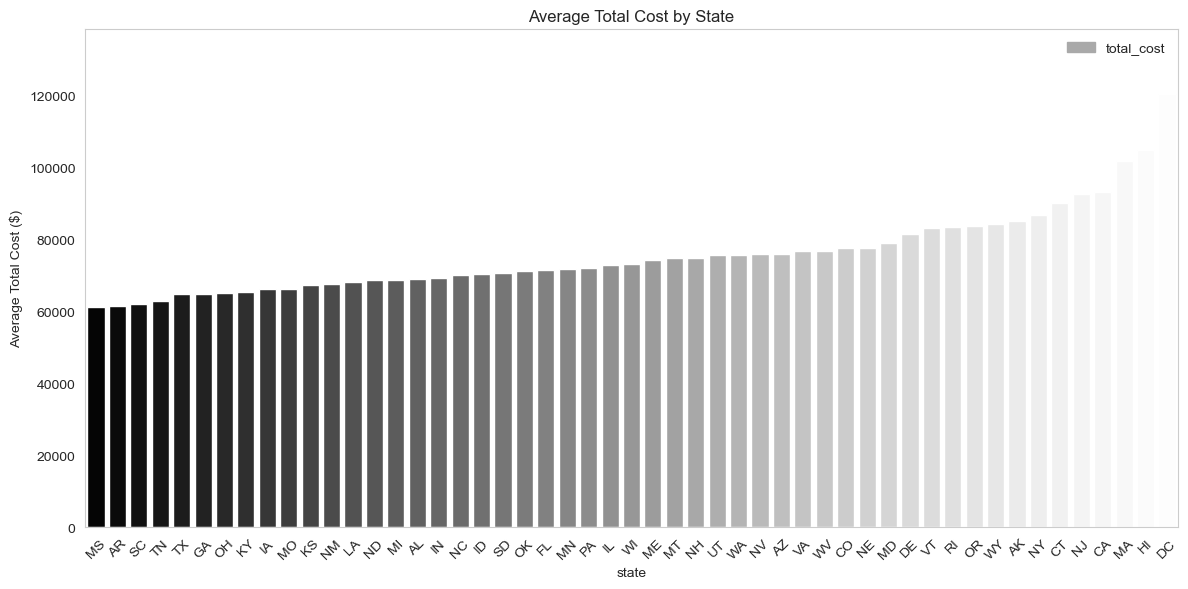 Average Total Cost by State
total_cost
Average Total Cost ($)
120000
100000
80000
60000
40000
20000
0
MS AR SC TN TX GA OH KY IA MO KS NM LA ND MI AL IN NC ID SD OK FL MN PA IL WI ME MT NH UT WA NV AZ VA WV CO NE MD DE VT RI OR WY AK NY CT NJ CA MA HI DC
state